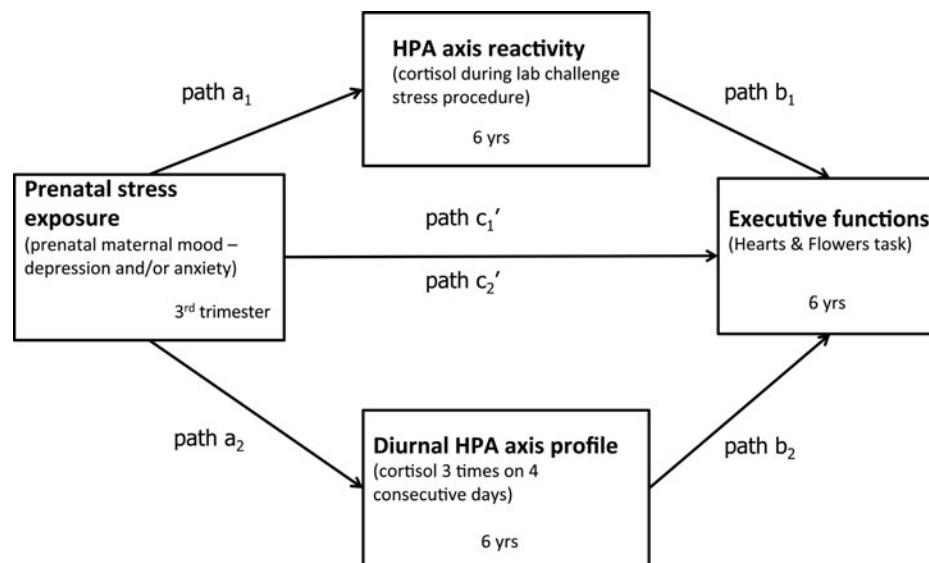 HPA axis reactivity
(cortisol during lab challenge
stress procedure)
6 yrs
path a₁
path b₁
Prenatal stress
exposure
(prenatal maternal mood –
depression and/or anxiety)
3ʳᵈ trimester
path c₁′
path c₂′
Executive functions
(Hearts & Flowers task)
6 yrs
path a₂
path b₂
Diurnal HPA axis profile
(cortisol 3 times on 4
consecutive days)
6 yrs